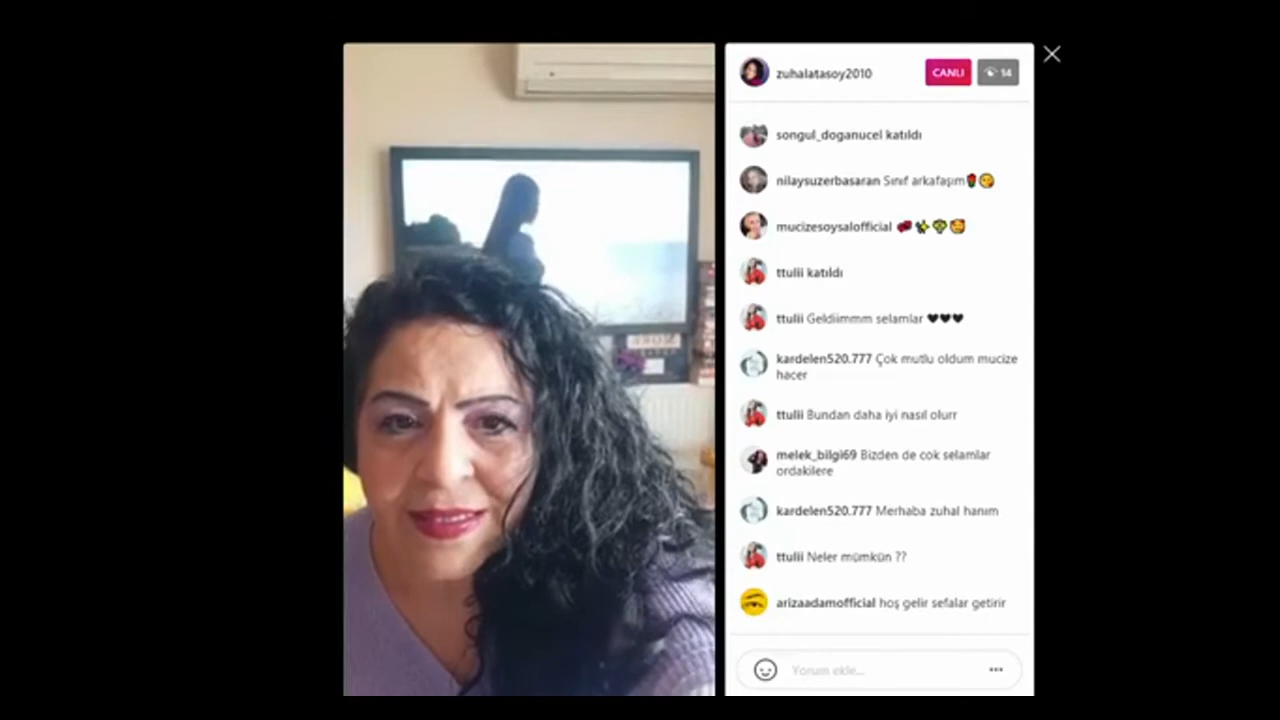 zuhalatasoy2010 CANLI 14
songul_doganucel katıldı
nilaysuzerbasaran Sınıf arkafaşım🌹😋
mucizesoysalofficial
ttulii katıldı
ttulii Geldiimmm selamlar 🖤🖤🖤
kardelen520.777 Çok mutlu oldum mucize
hacer
ttulii Bundan daha iyi nasıl olurr
melek_bilgi69 Bizden de cok selamlar
ordakilere
kardelen520.777 Merhaba zuhal hanım
ttulii Neler mümkün ??
arizaadamofficial hoş gelir sefalar getirir
Yorum ekle...